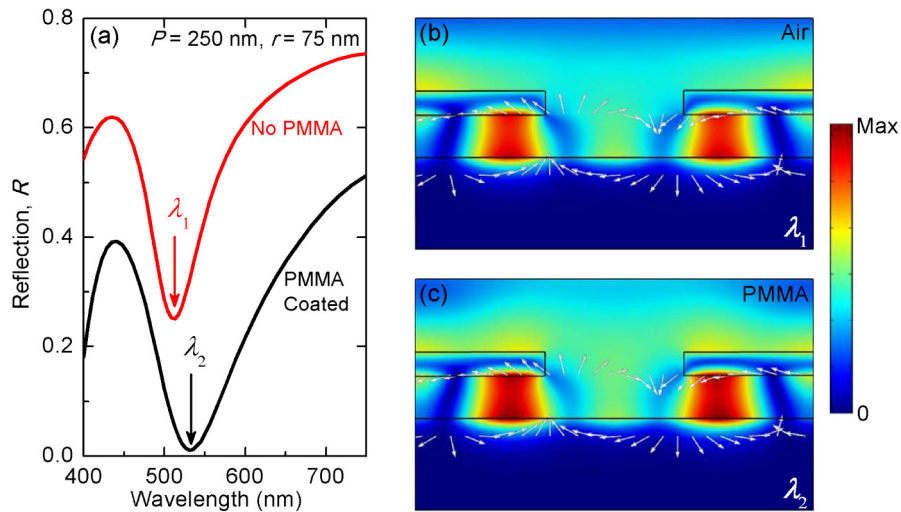 (a)
P = 250 nm, r = 75 nm
No PMMA
λ1
PMMA
Coated
λ2
Reflection, R
0.8
0.6
0.4
0.2
0.0
400
500
600
700
Wavelength (nm)
(b)
Air
λ1
(c)
PMMA
λ2
Max
0